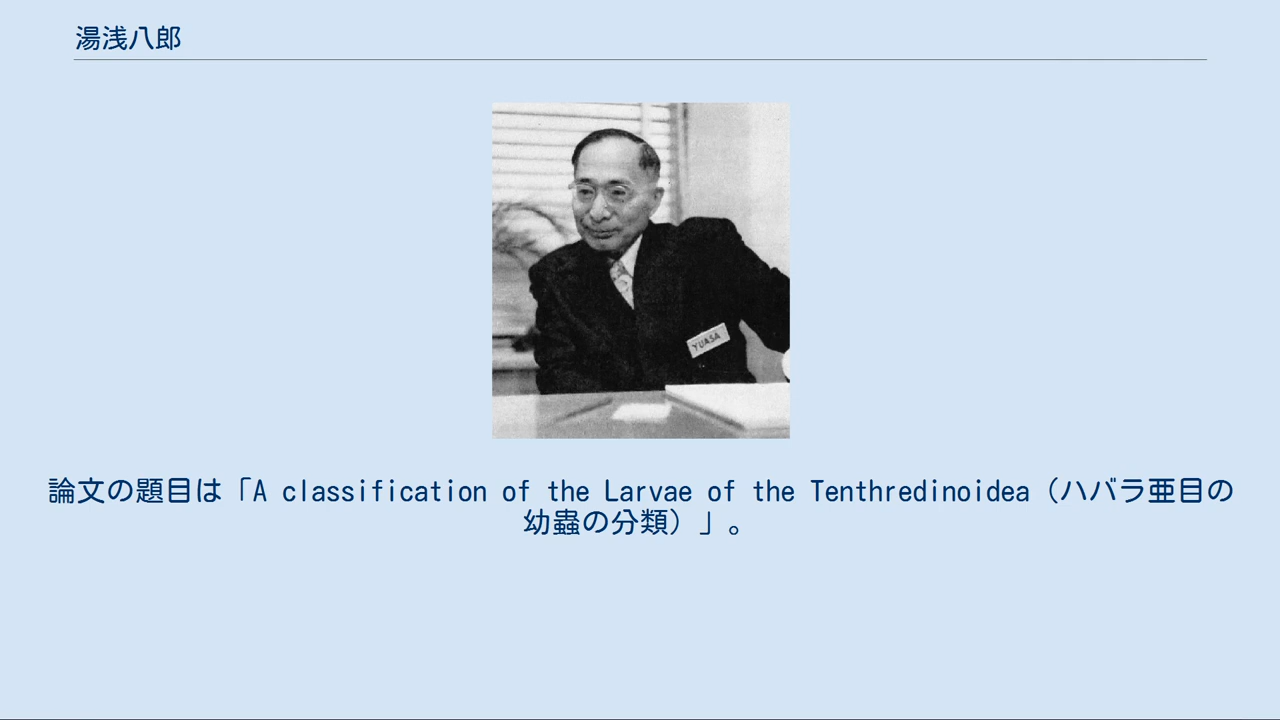 湯浅八郎
YUASA
論文の題目は「A classification of the Larvae of the Tenthredinoidea（ハバラ亜目の
幼蟲の分類）」。